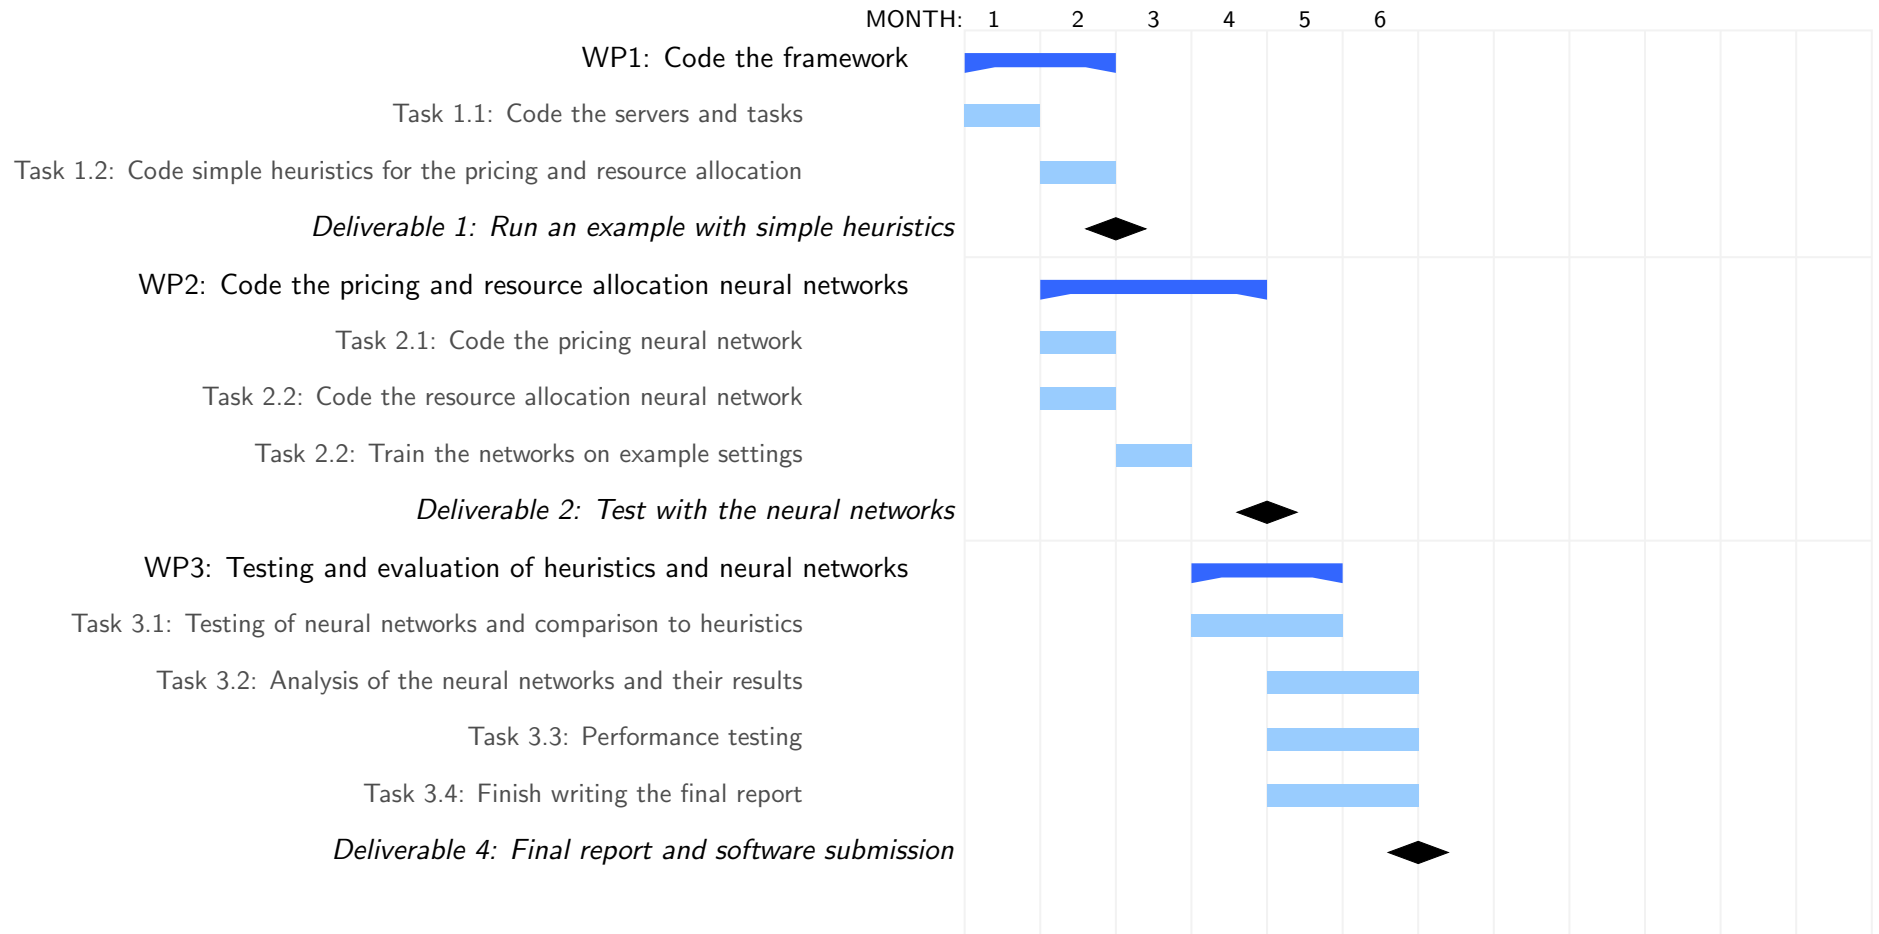 MONTH: 1 2 3 4 5 6
WP1: Code the framework
Task 1.1: Code the servers and tasks
Task 1.2: Code simple heuristics for the pricing and resource allocation
Deliverable 1: Run an example with simple heuristics
WP2: Code the pricing and resource allocation neural networks
Task 2.1: Code the pricing neural network
Task 2.2: Code the resource allocation neural network
Task 2.2: Train the networks on example settings
Deliverable 2: Test with the neural networks
WP3: Testing and evaluation of heuristics and neural networks
Task 3.1: Testing of neural networks and comparison to heuristics
Task 3.2: Analysis of the neural networks and their results
Task 3.3: Performance testing
Task 3.4: Finish writing the final report
Deliverable 4: Final report and software submission